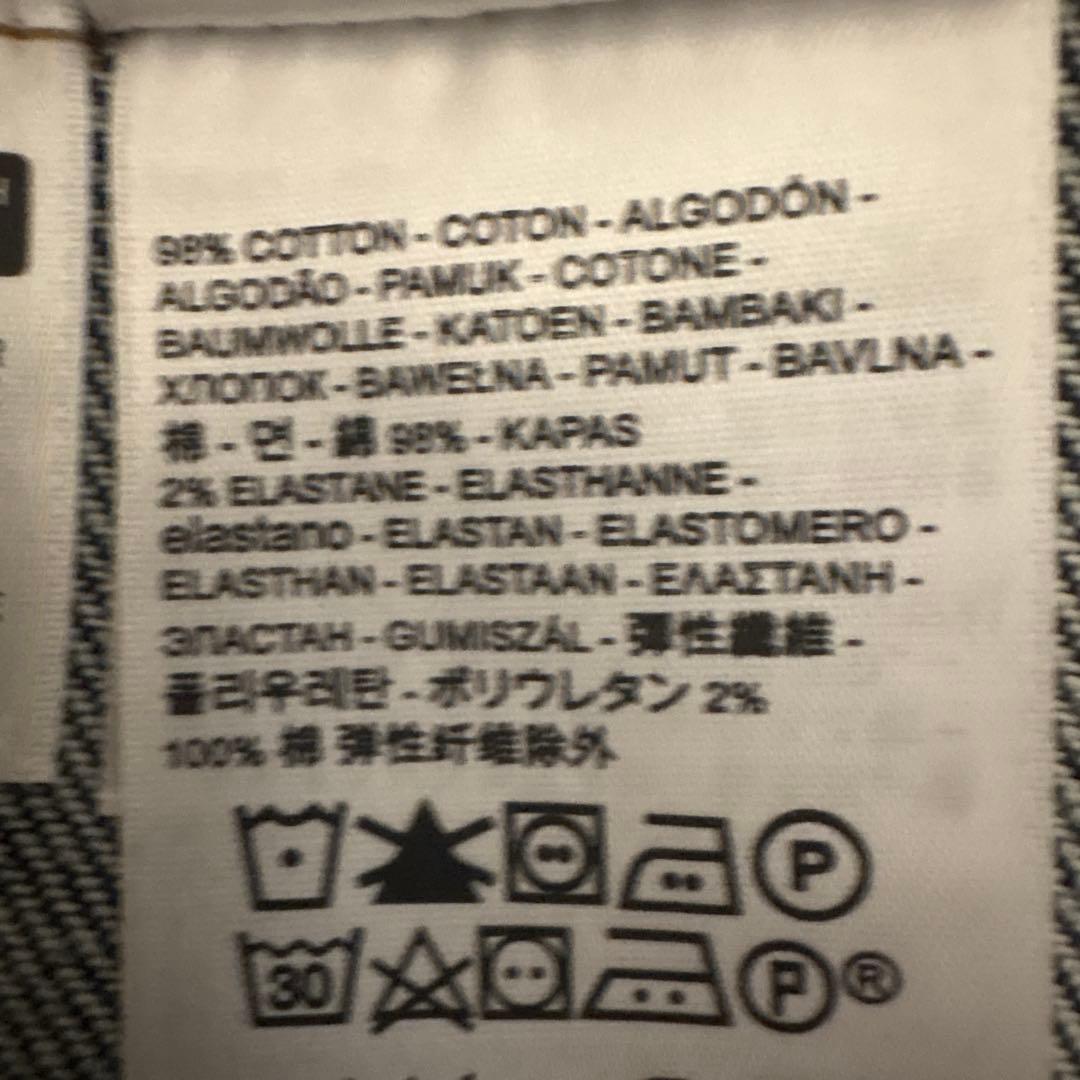 98% COTTON - COTON - ALGODÓN -
ALGODÃO - PAMUK - COTONE -
BAUMWOLLE - KATOEN - BAMBAKI -
ХЛОПОК - BAWEŁNA - PAMUT - BAVLNA -
棉 - 면 - 綿 98% - KAPAS
2% ELASTANE - ELASTHANNE -
elastano - ELASTAN - ELASTOMERO -
ELASTHAN - ELASTAAN - ΕΛΑΣΤΑΝΗ -
ЭЛАСТАН - GUMISZÁL - 彈性纖維 -
폴리우레탄 - ポリウレタン 2%
100% 棉 弹性纤维除外
P
30 P ®